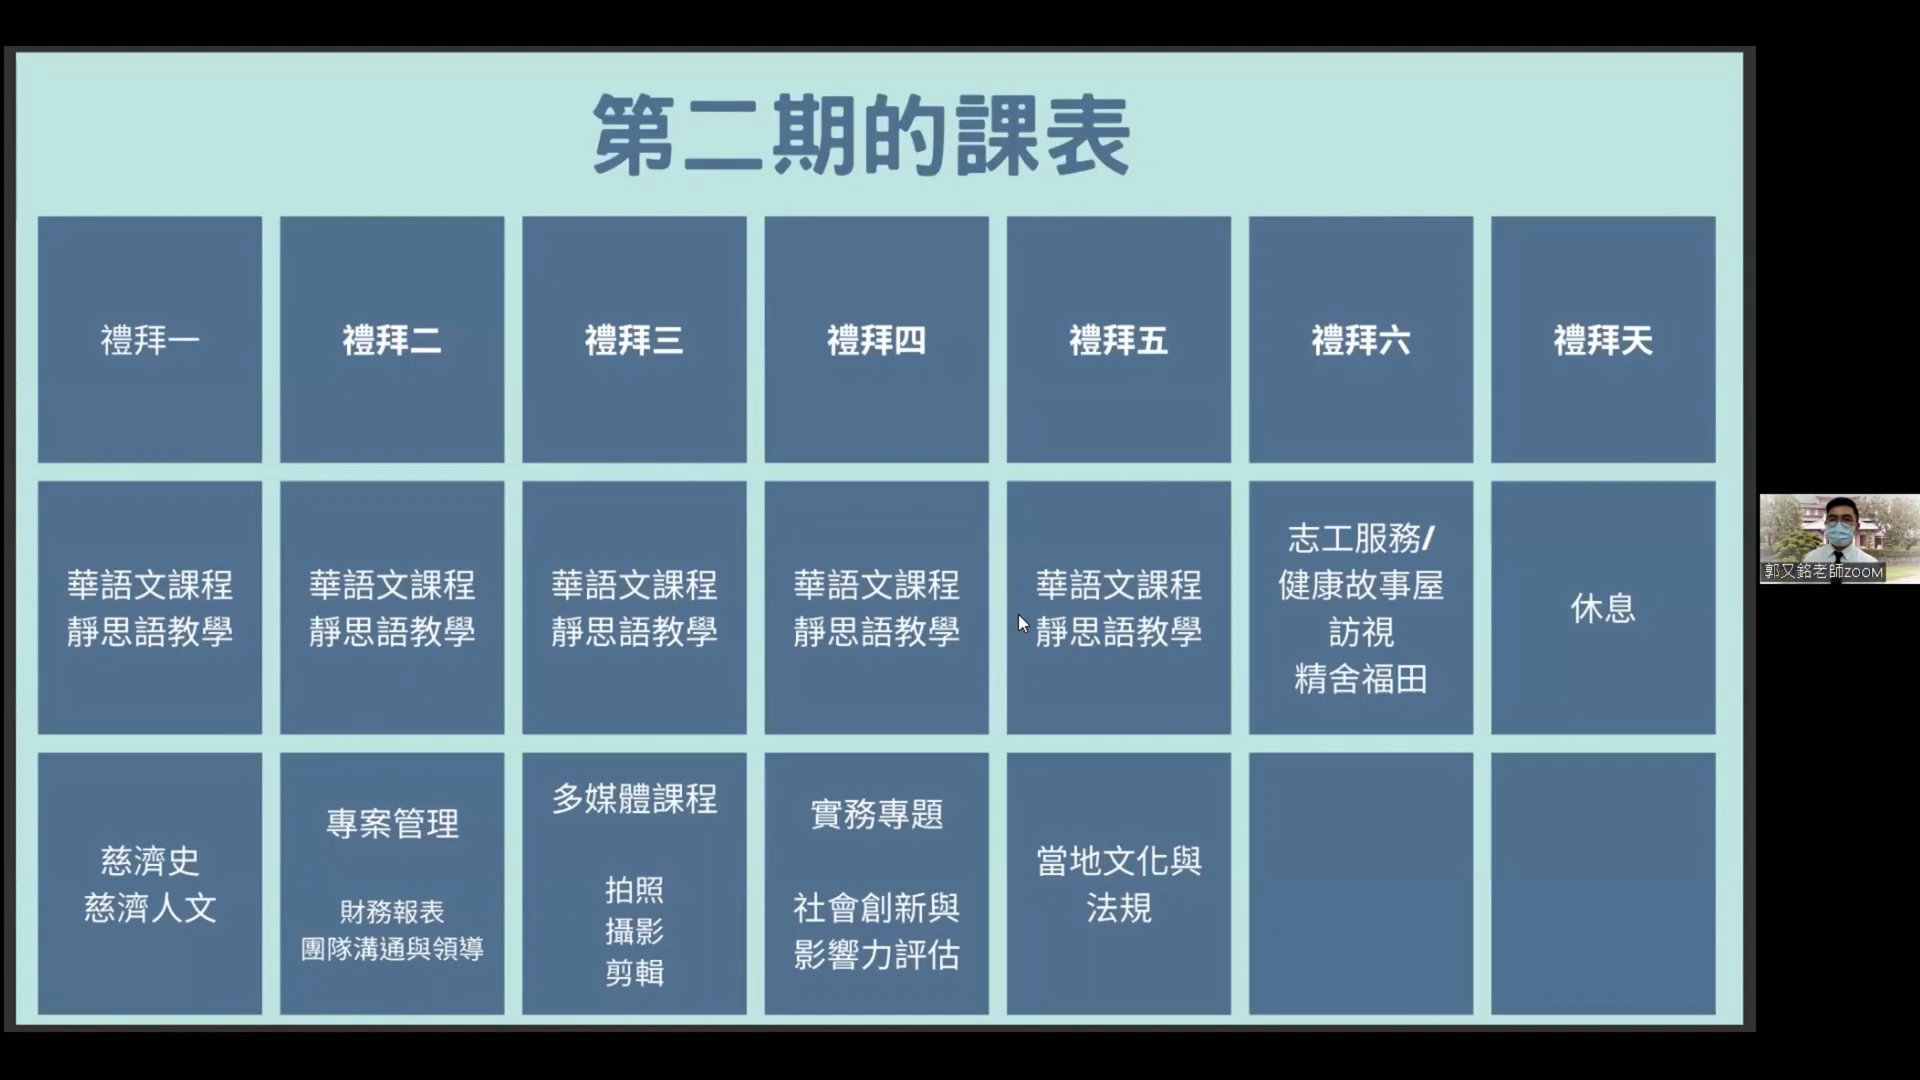 第二期的課表
禮拜一
禮拜二
禮拜三
禮拜四
禮拜五
禮拜六
禮拜天
華語文課程
靜思語教學
華語文課程
靜思語教學
華語文課程
靜思語教學
華語文課程
靜思語教學
華語文課程
靜思語教學
志工服務/
健康故事屋
訪視
精舍福田
休息
慈濟史
慈濟人文
專案管理
財務報表
團隊溝通與領導
多媒體課程
拍照
攝影
剪輯
實務專題
社會創新與
影響力評估
當地文化與
法規
郭又銘老師ZOOM